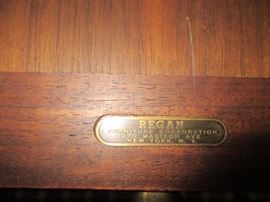 REGAN
FURNITURE CORPORATION
MADISON AVE.
NEW YORK, N.Y.